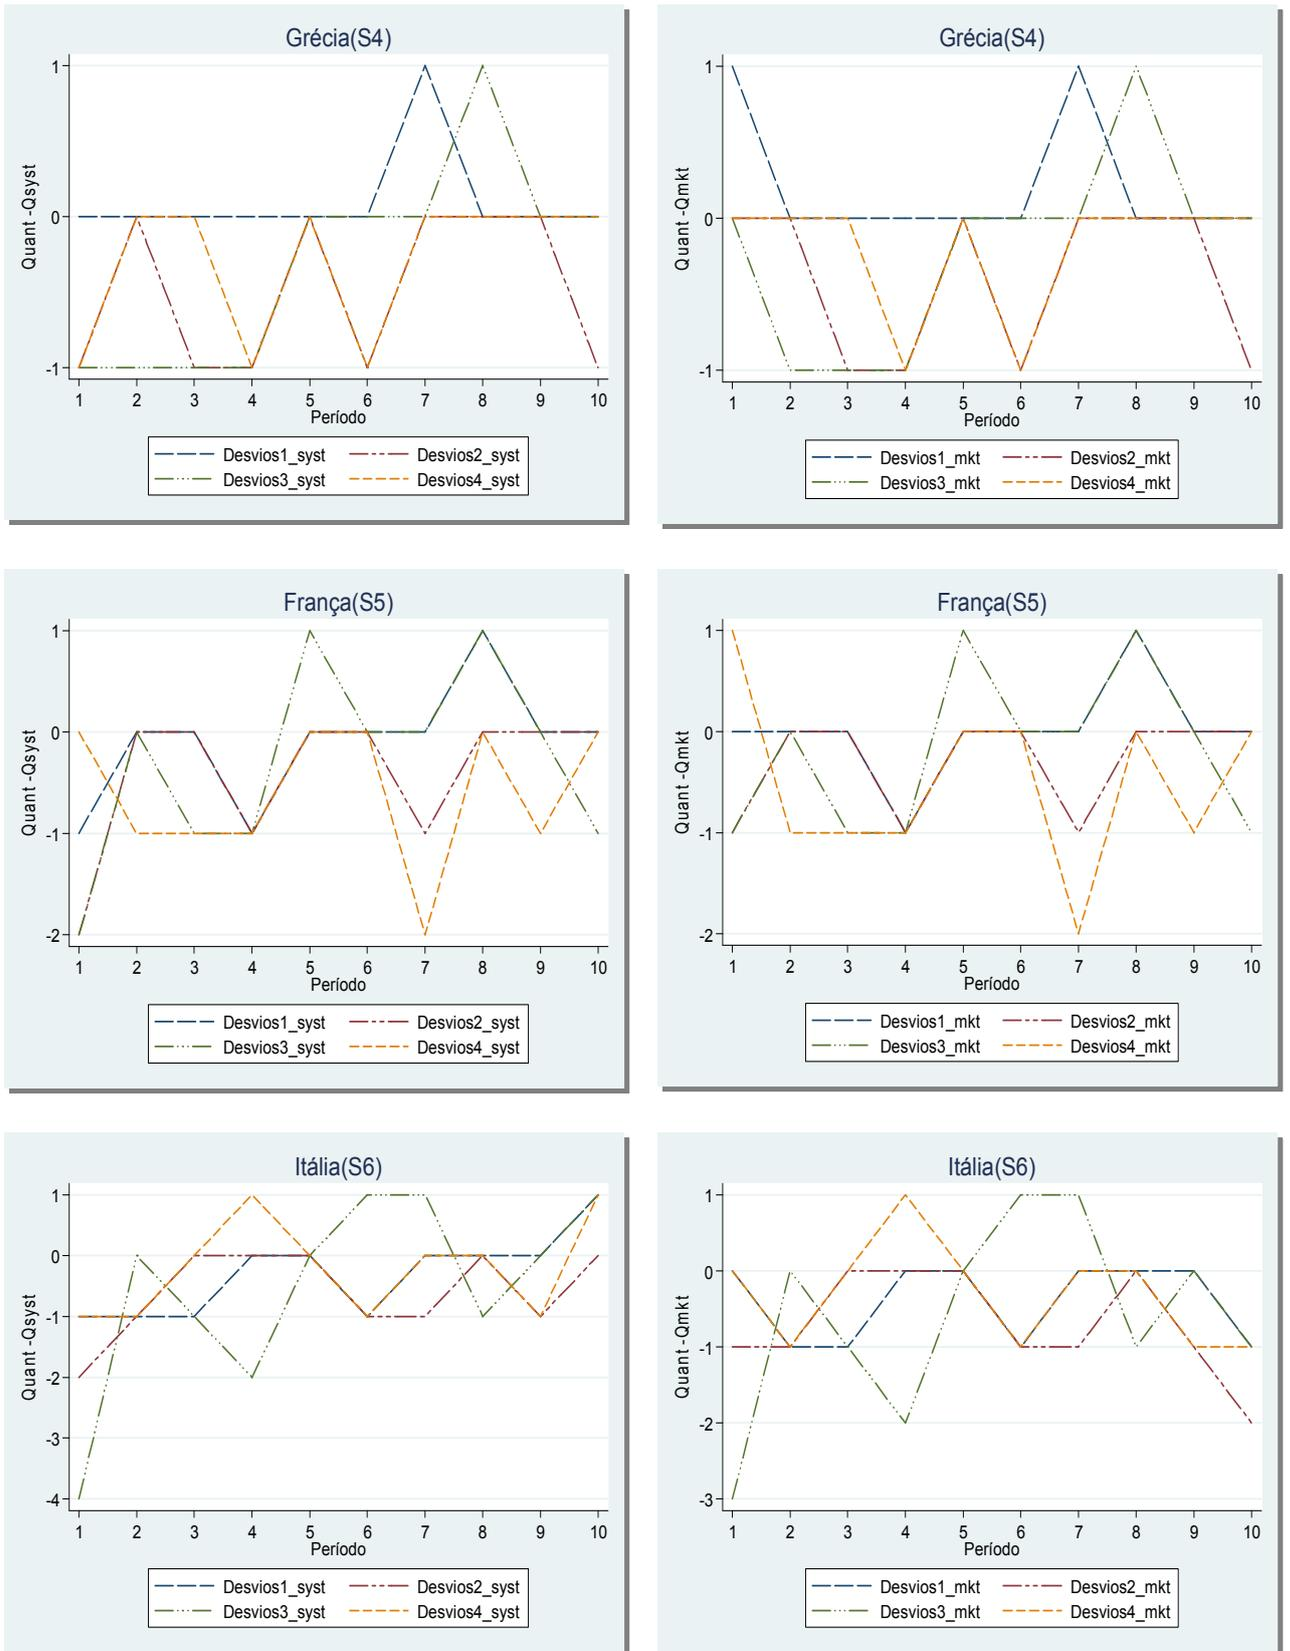 Grécia(S4)
Quant -Qsyst
1
0
-1
1 2 3 4 5 6 7 8 9 10
Período
Desvios1_syst Desvios2_syst
Desvios3_syst Desvios4_syst
Grécia(S4)
Quant -Qmkt
1
0
-1
1 2 3 4 5 6 7 8 9 10
Período
Desvios1_mkt Desvios2_mkt
Desvios3_mkt Desvios4_mkt
França(S5)
Quant -Qsyst
1
0
-1
-2
1 2 3 4 5 6 7 8 9 10
Período
Desvios1_syst Desvios2_syst
Desvios3_syst Desvios4_syst
França(S5)
Quant -Qmkt
1
0
-1
-2
1 2 3 4 5 6 7 8 9 10
Período
Desvios1_mkt Desvios2_mkt
Desvios3_mkt Desvios4_mkt
Itália(S6)
Quant -Qsyst
1
0
-1
-2
-3
-4
1 2 3 4 5 6 7 8 9 10
Período
Desvios1_syst Desvios2_syst
Desvios3_syst Desvios4_syst
Itália(S6)
Quant -Qmkt
1
0
-1
-2
-3
1 2 3 4 5 6 7 8 9 10
Período
Desvios1_mkt Desvios2_mkt
Desvios3_mkt Desvios4_mkt